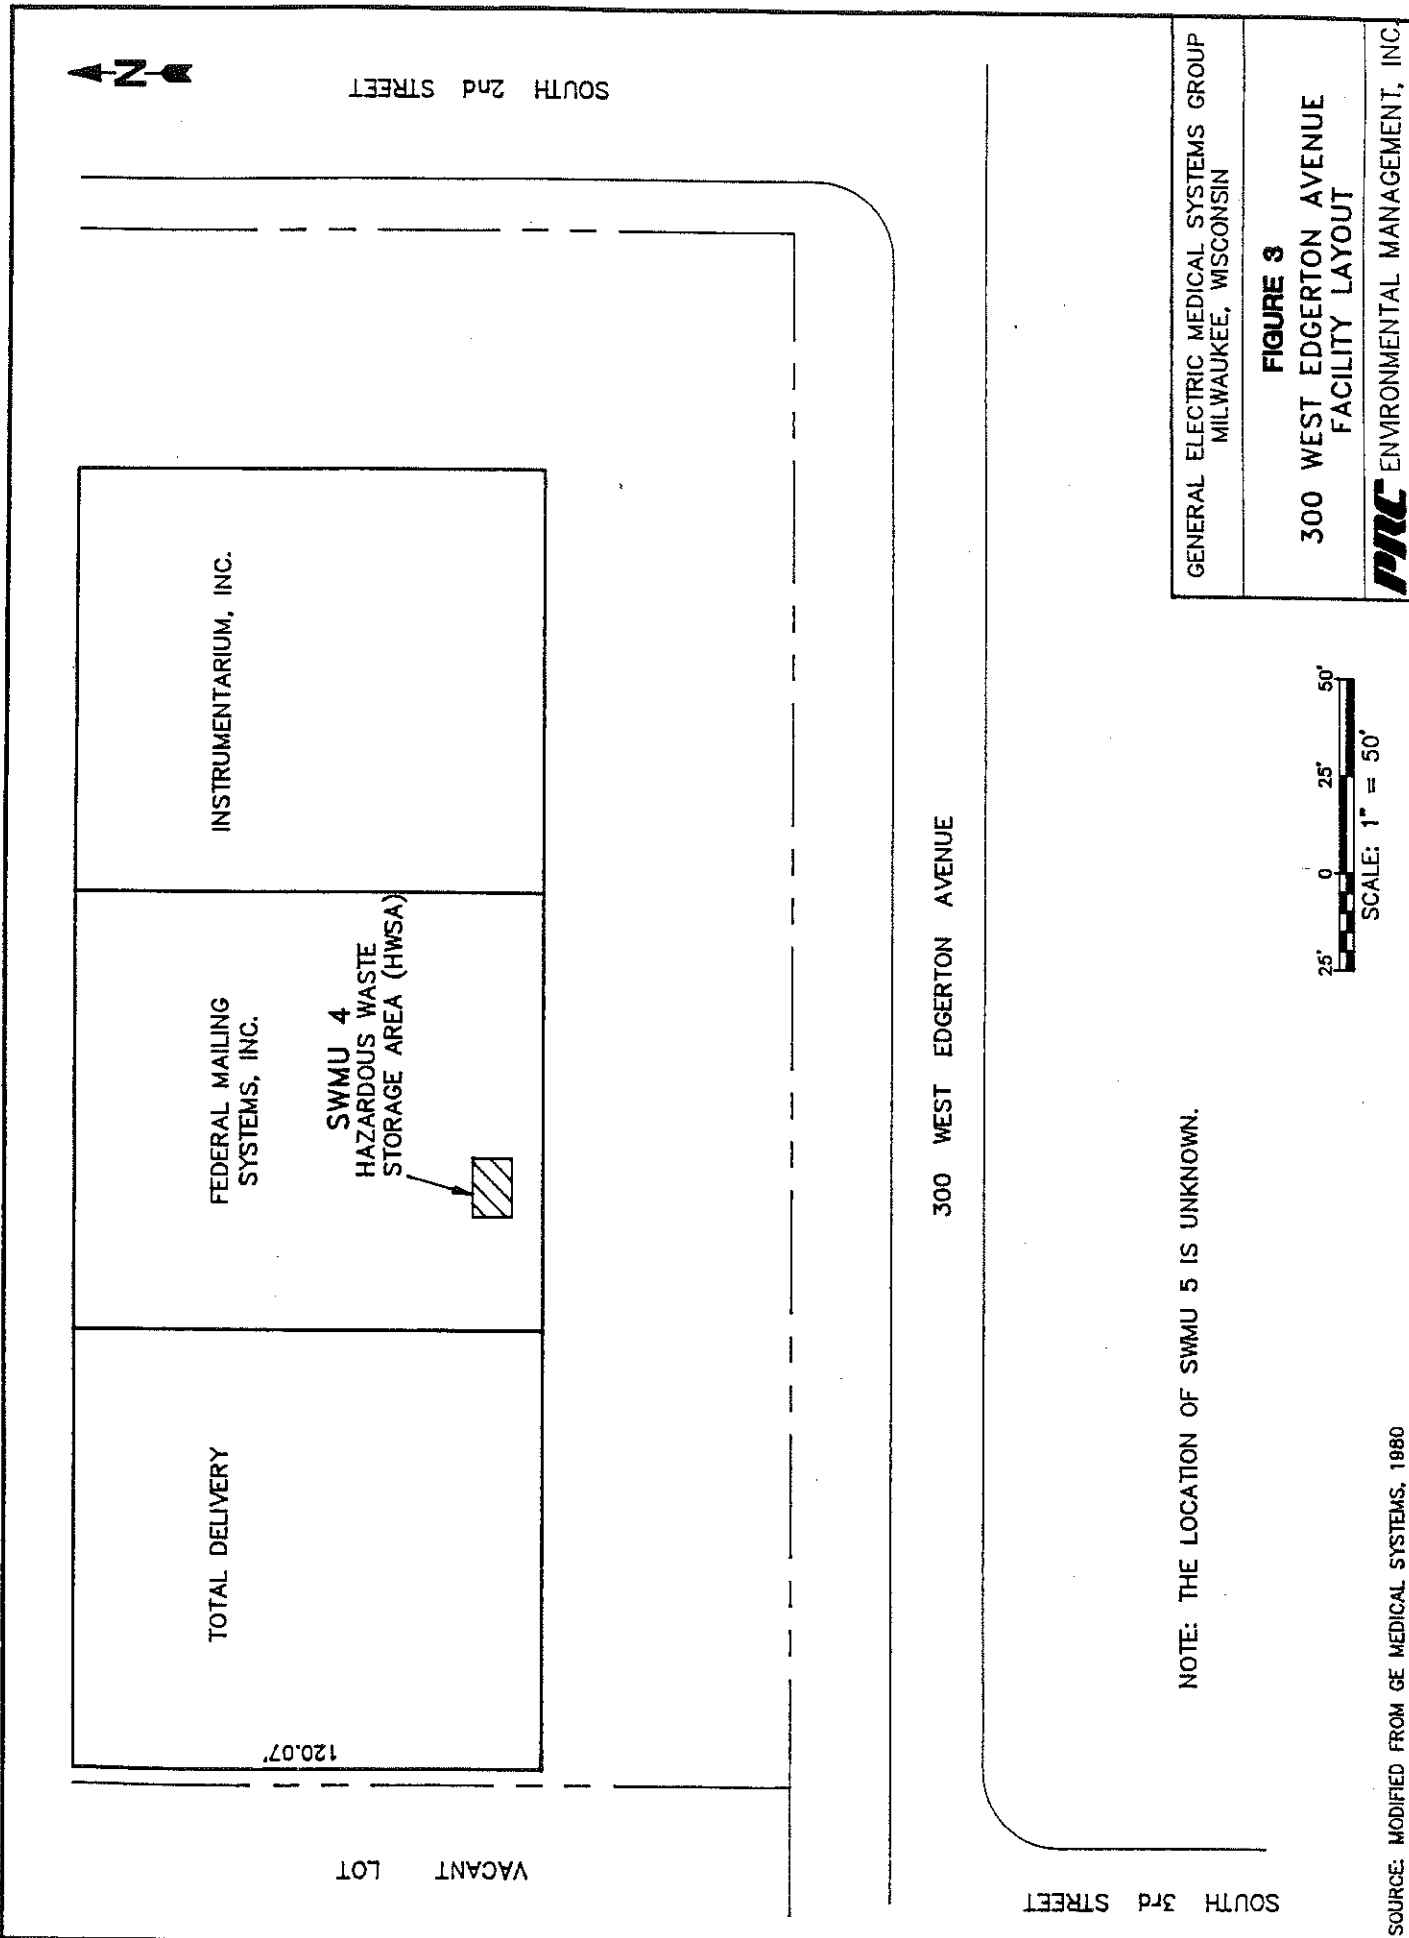 N
SOUTH 2nd STREET
INSTRUMENTARIUM, INC.
FEDERAL MAILING
SYSTEMS, INC.
SWMU 4
HAZARDOUS WASTE
STORAGE AREA (HWSA)
TOTAL DELIVERY
120.07'
VACANT LOT
300 WEST EDGERTON AVENUE
SOUTH 3rd STREET
NOTE: THE LOCATION OF SWMU 5 IS UNKNOWN.
25' 0 25' 50'
SCALE: 1" = 50'
SOURCE: MODIFIED FROM GE MEDICAL SYSTEMS, 1980
GENERAL ELECTRIC MEDICAL SYSTEMS GROUP
MILWAUKEE, WISCONSIN
FIGURE 3
300 WEST EDGERTON AVENUE
FACILITY LAYOUT
PRC ENVIRONMENTAL MANAGEMENT, INC.